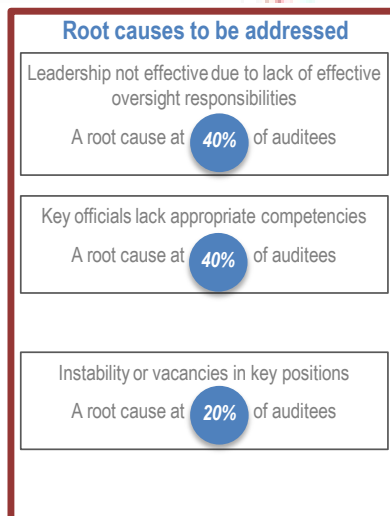 Root causes to be addressed
Leadership not effective due to lack of effective
oversight responsibilities
A root cause at 40% of auditees
Key officials lack appropriate competencies
A root cause at 40% of auditees
Instability or vacancies in key positions
A root cause at 20% of auditees